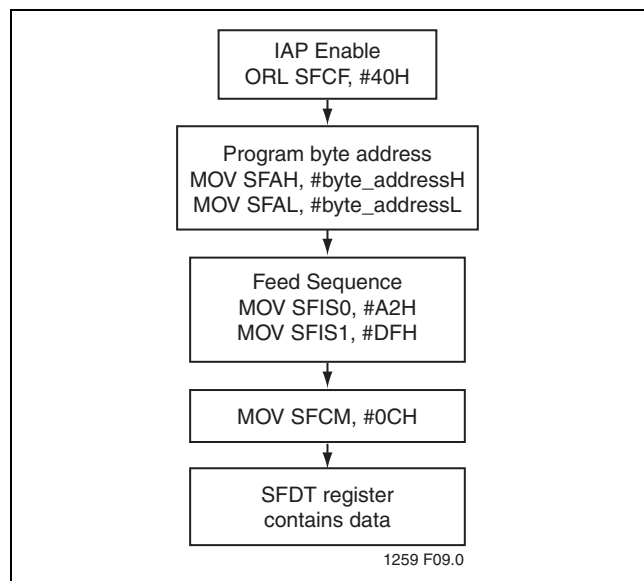 IAP Enable
ORL SFCF, #40H
Program byte address
MOV SFAH, #byte_addressH
MOV SFAL, #byte_addressL
Feed Sequence
MOV SFIS0, #A2H
MOV SFIS1, #DFH
MOV SFCM, #0CH
SFDT register
contains data
1259 F09.0